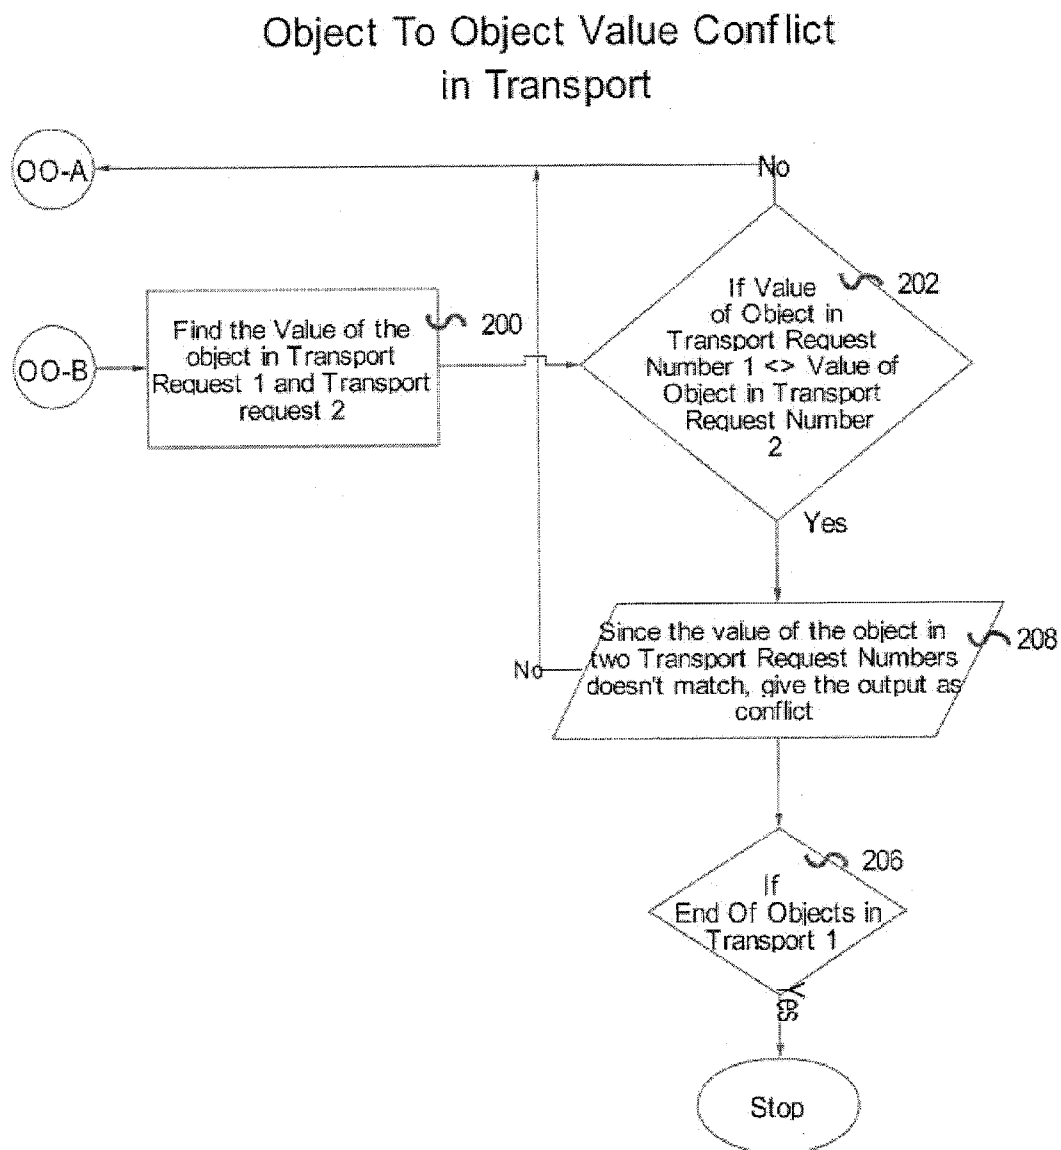 Object To Object Value Conflict
in Transport
OO-A
No
202
If Value
of Object in
Transport Request
Number 1 <> Value of
Object in Transport
Request Number
2
200
Find the Value of the
object in Transport
Request 1 and Transport
request 2
OO-B
Yes
Since the value of the object in
two Transport Request Numbers
doesn't match, give the output as
conflict
208
No
206
If
End Of Objects in
Transport 1
Yes
Stop